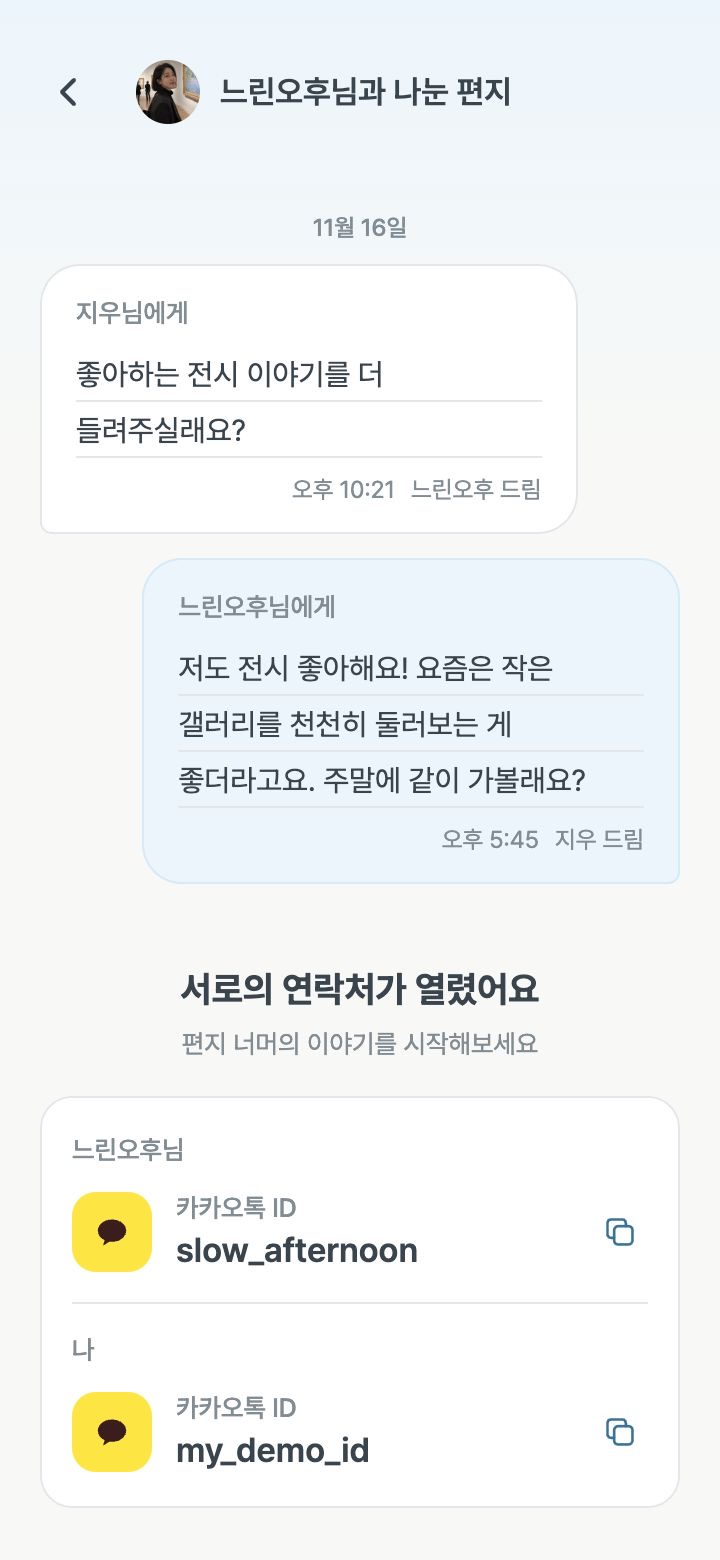 느린오후님과 나눈 편지
11월 16일
지우님에게
좋아하는 전시 이야기를 더
들려주실래요?
오후 10:21 느린오후 드림
느린오후님에게
저도 전시 좋아해요! 요즘은 작은
갤러리를 천천히 둘러보는 게
좋더라고요. 주말에 같이 가볼래요?
오후 5:45 지우 드림
서로의 연락처가 열렸어요
편지 너머의 이야기를 시작해보세요
느린오후님
카카오톡 ID
slow_afternoon
나
카카오톡 ID
my_demo_id